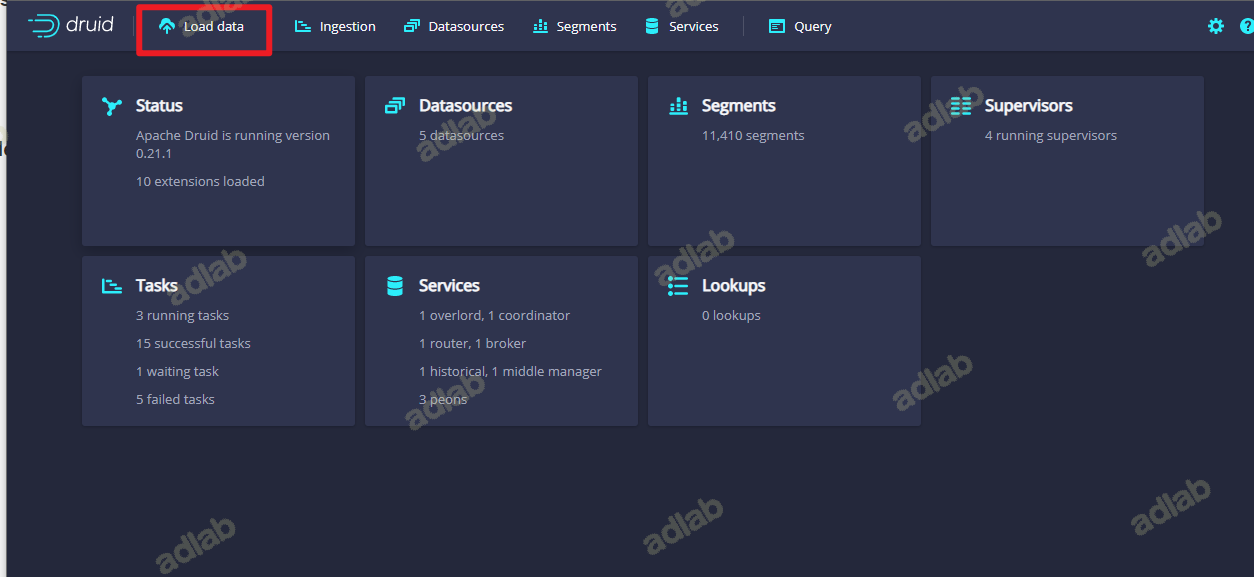 druid
Load data
Ingestion
Datasources
Segments
Services
Query
Status
Apache Druid is running version
0.21.1
10 extensions loaded
Datasources
5 datasources
Segments
11,410 segments
Supervisors
4 running supervisors
Tasks
3 running tasks
15 successful tasks
1 waiting task
5 failed tasks
Services
1 overlord, 1 coordinator
1 router, 1 broker
1 historical, 1 middle manager
3 peons
Lookups
0 lookups
adlab
adlab
adlab
adlab
adlab
adlab
adlab
adlab
adlab
adlab